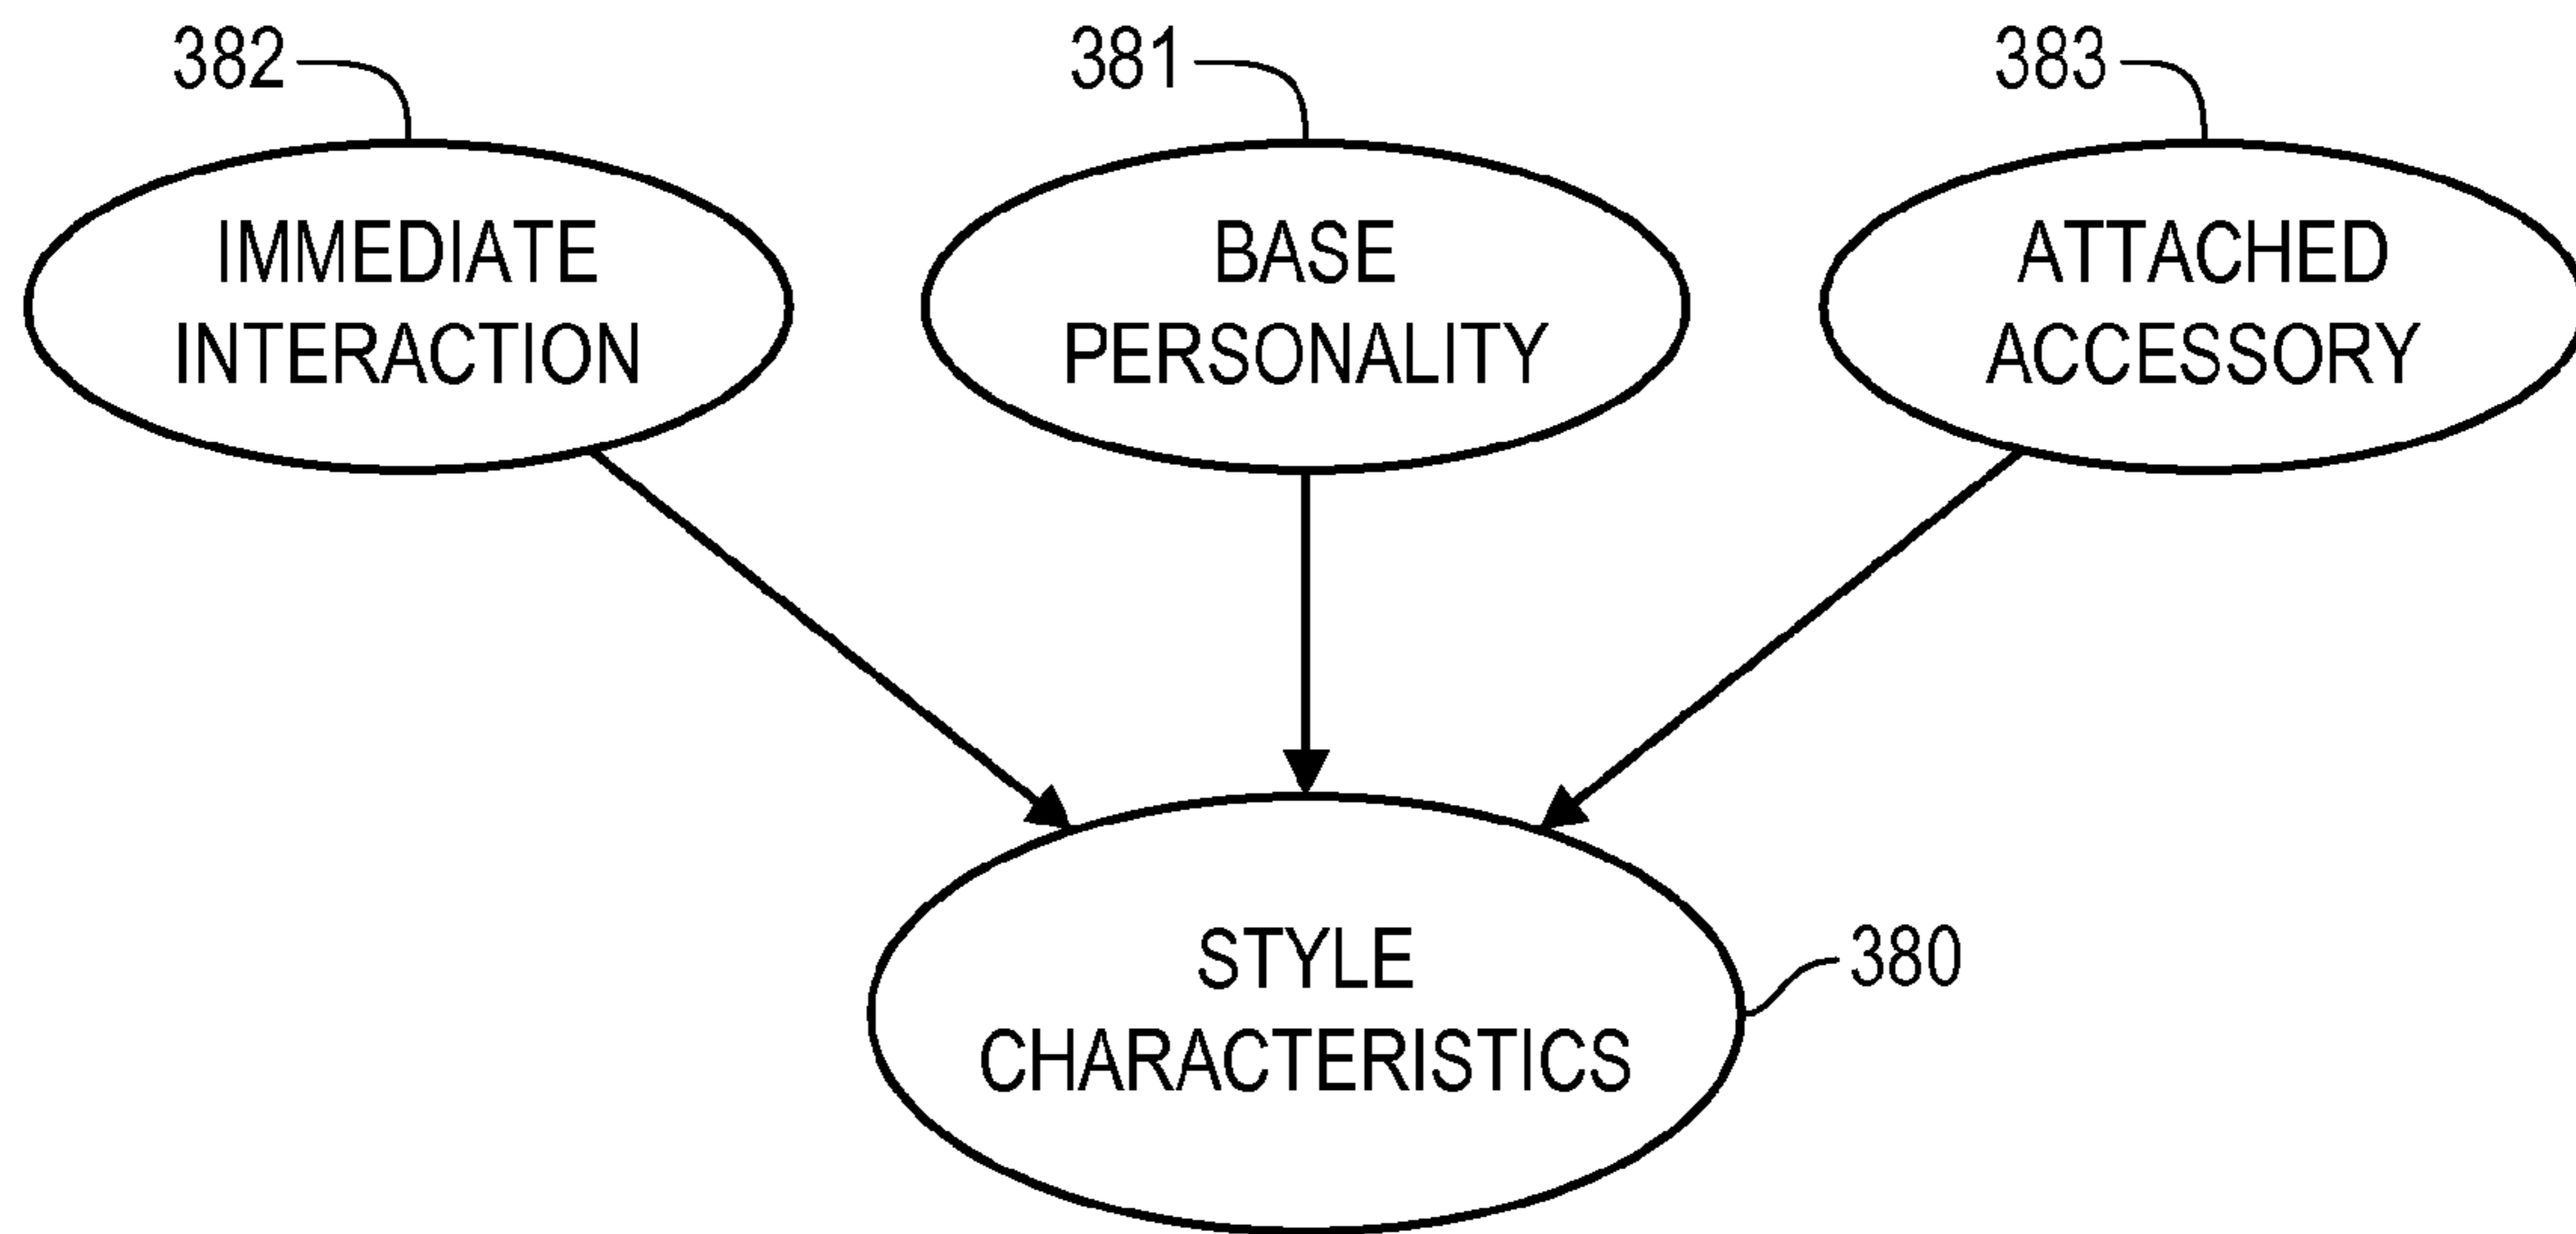 382
381
383
IMMEDIATE
INTERACTION
BASE
PERSONALITY
ATTACHED
ACCESSORY
STYLE
CHARACTERISTICS
380